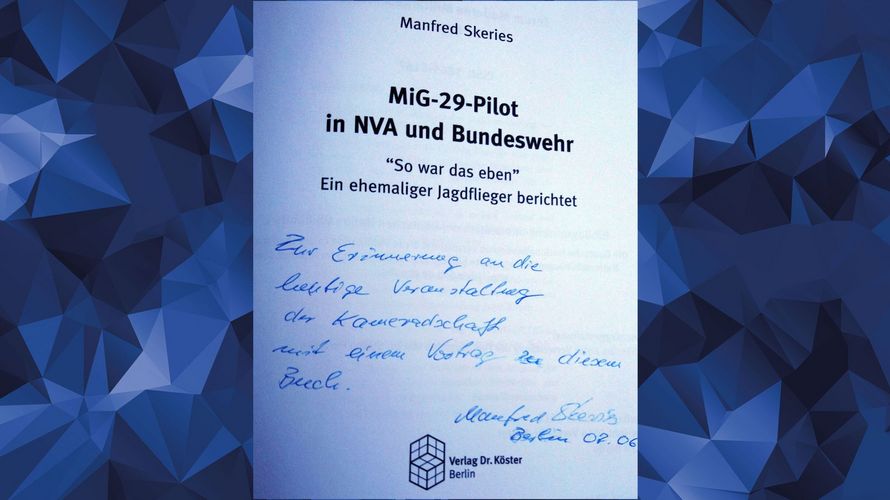 Manfred Skeries
MiG-29-Pilot
in NVA und Bundeswehr
“So war das eben”
Ein ehemaliger Jagdflieger berichtet
Zur Erinnerung an die
heutige Veranstaltung
der Kameradschaft
mit einem Vortrag zu diesem
Buch.
Manfred Skeries
Berlin 07. 06
Verlag Dr. Köster
Berlin